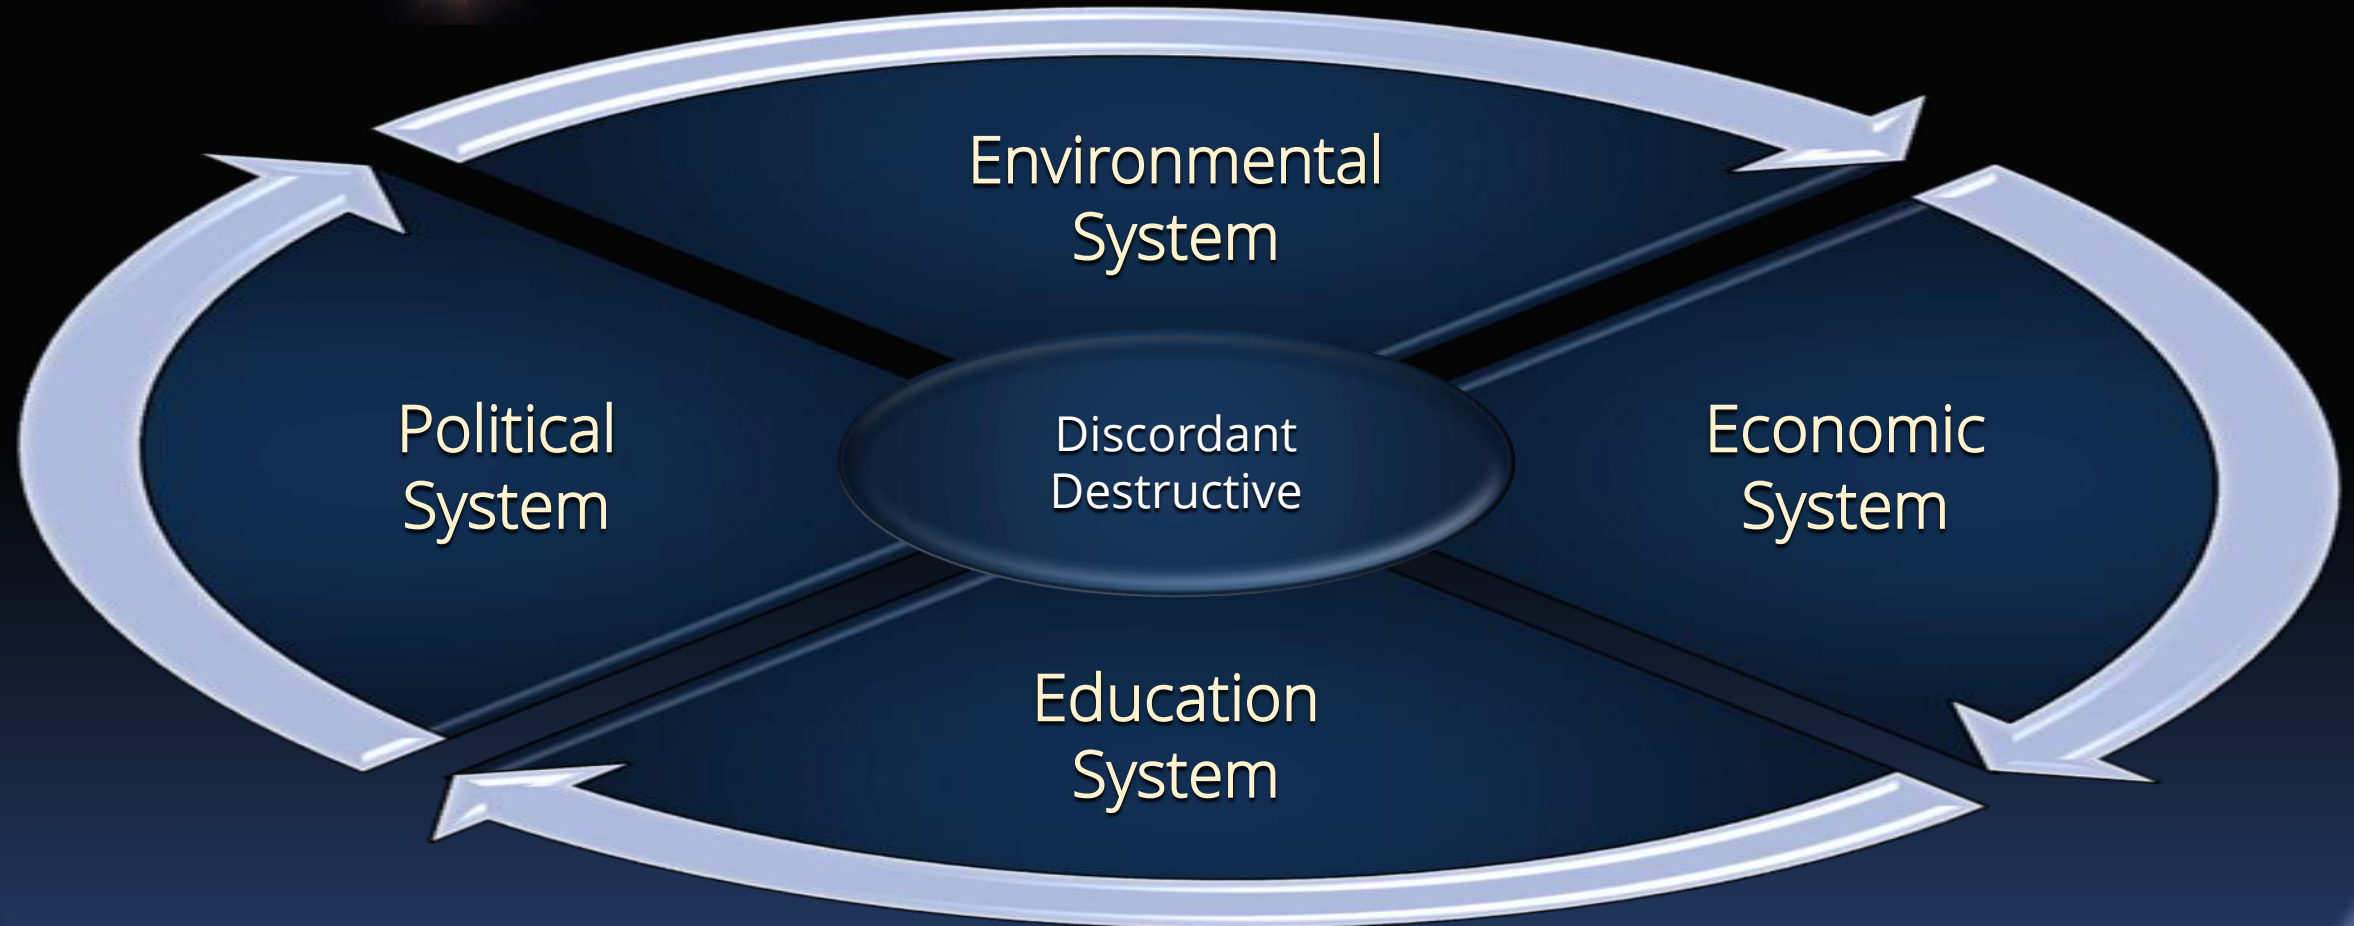 Environmental
System
Political
System
Discordant
Destructive
Economic
System
Education
System